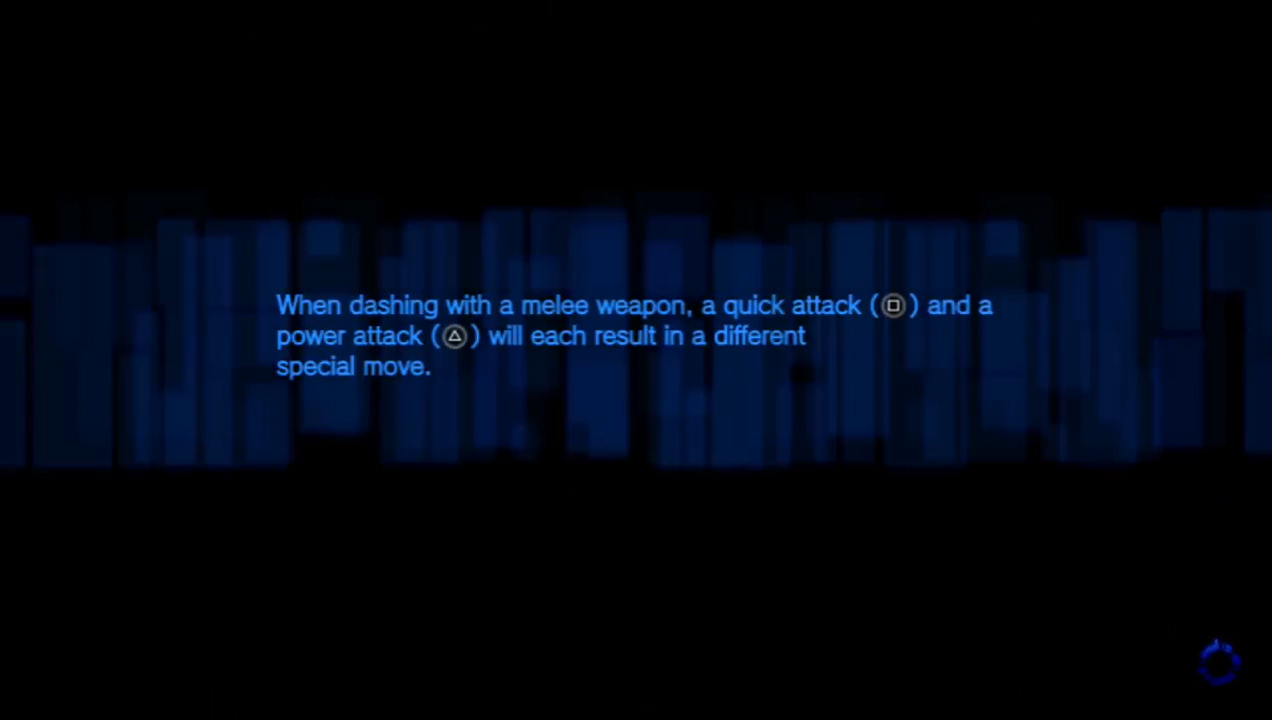 When dashing with a melee weapon, a quick attack (□) and a
power attack (△) will each result in a different
special move.